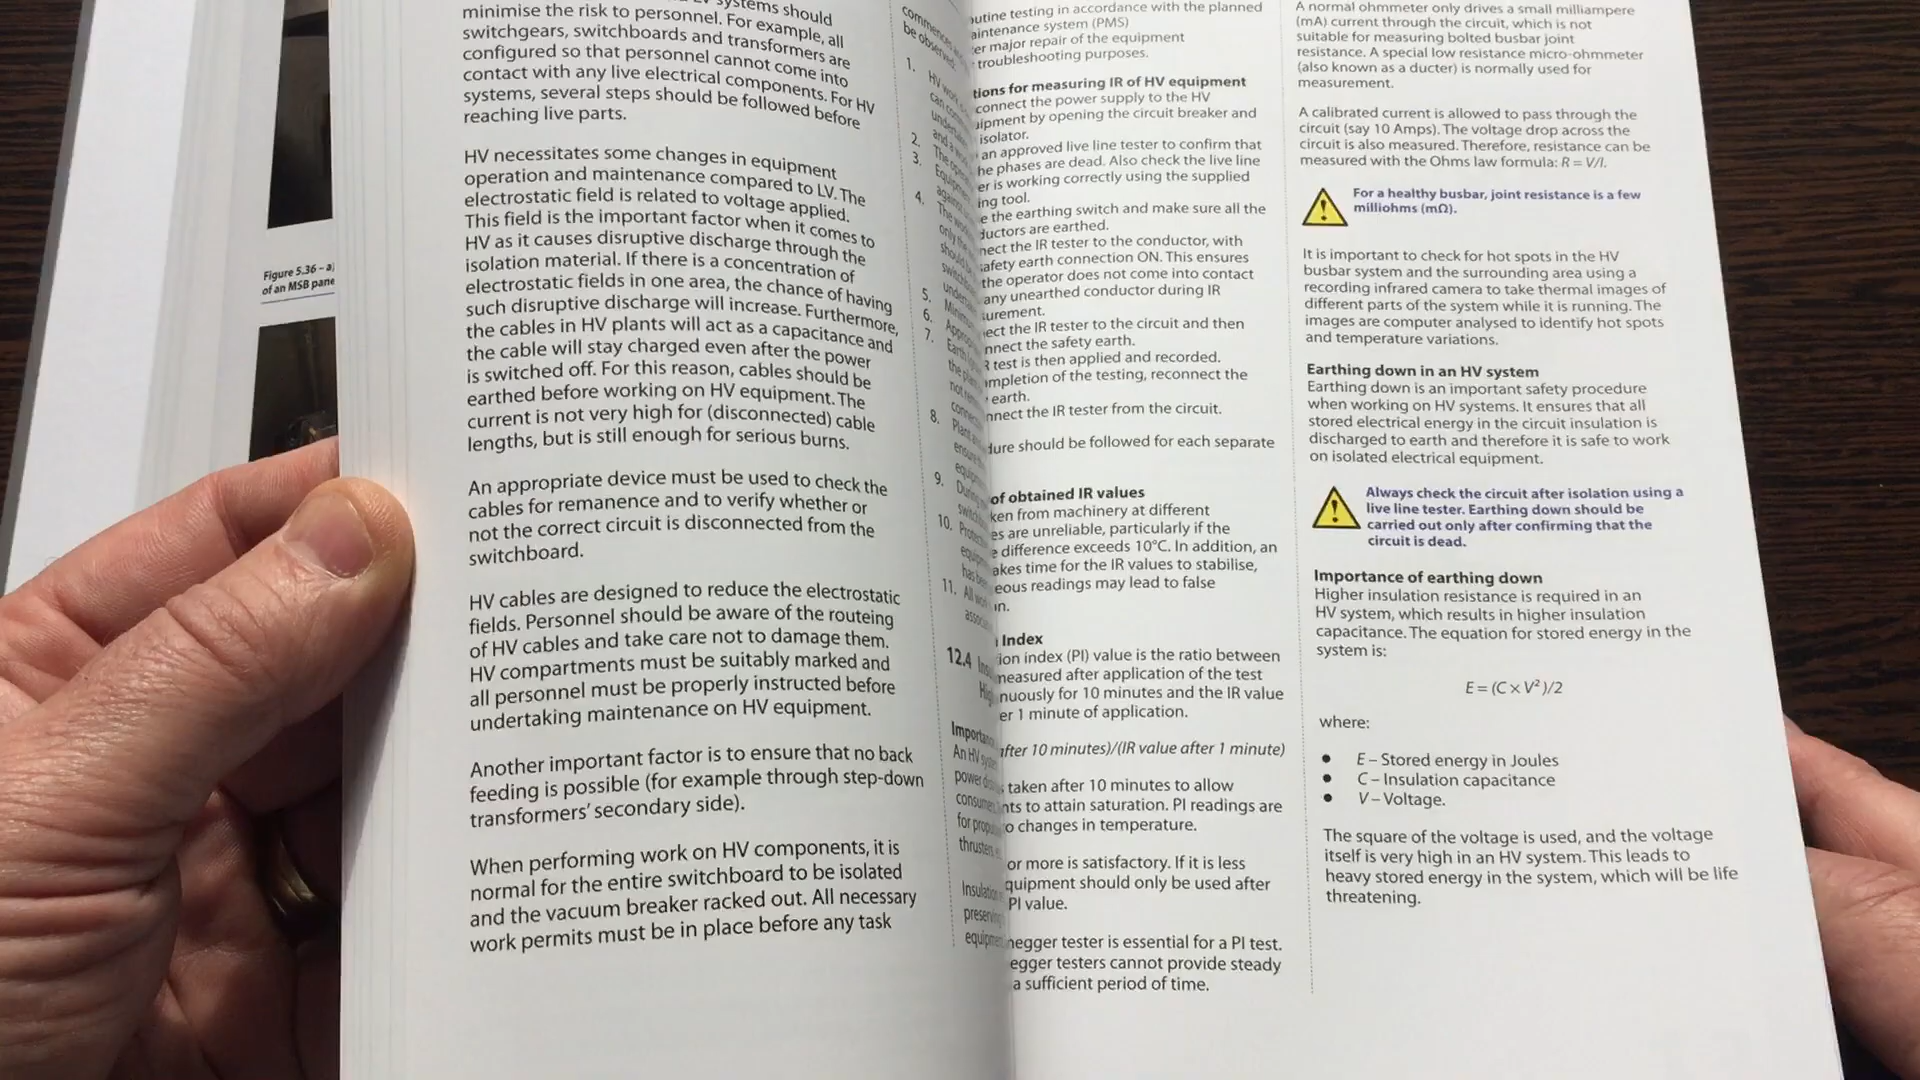 systems should
minimise the risk to personnel. For example, all
switchgears, switchboards and transformers are
configured so that personnel cannot come into
contact with any live electrical components. For HV
systems, several steps should be followed before
reaching live parts.
HV necessitates some changes in equipment
operation and maintenance compared to LV. The
electrostatic field is related to voltage applied.
This field is the important factor when it comes to
HV as it causes disruptive discharge through the
isolation material. If there is a concentration of
electrostatic fields in one area, the chance of having
such disruptive discharge will increase. Furthermore,
the cables in HV plants will act as a capacitance and
the cable will stay charged even after the power
is switched off. For this reason, cables should be
earthed before working on HV equipment. The
current is not very high for (disconnected) cable
lengths, but is still enough for serious burns.
An appropriate device must be used to check the
cables for remanence and to verify whether or
not the correct circuit is disconnected from the
switchboard.
HV cables are designed to reduce the electrostatic
fields. Personnel should be aware of the routeing
of HV cables and take care not to damage them.
HV compartments must be suitably marked and
all personnel must be properly instructed before
undertaking maintenance on HV equipment.
Another important factor is to ensure that no back
feeding is possible (for example through step-down
transformers' secondary side).
When performing work on HV components, it is
normal for the entire switchboard to be isolated
and the vacuum breaker racked out. All necessary
work permits must be in place before any task
Figure 5.36 – a)
of an MSB pane
be observed:
1. HV work
2. The
3.
4. The
5.
6.
7. Earth
8. Plant
9.
10.
11. All
12.4
An HV
power
for
thrusters,
routine testing in accordance with the planned
maintenance system (PMS)
major repair of the equipment
troubleshooting purposes.
for measuring IR of HV equipment
connect the power supply to the HV
by opening the circuit breaker and
isolator.
an approved live line tester to confirm that
phases are dead. Also check the live line
is working correctly using the supplied
tool.
the earthing switch and make sure all the
are earthed.
the IR tester to the conductor, with
safety earth connection ON. This ensures
the operator does not come into contact
any unearthed conductor during IR
the IR tester to the circuit and then
the safety earth.
test is then applied and recorded.
completion of the testing, reconnect the
earth.
the IR tester from the circuit.
should be followed for each separate
of obtained IR values
from machinery at different
are unreliable, particularly if the
difference exceeds 10°C. In addition, an
time for the IR values to stabilise,
readings may lead to false
Index
index (PI) value is the ratio between
measured after application of the test
for 10 minutes and the IR value
1 minute of application.
after 10 minutes)/(IR value after 1 minute)
taken after 10 minutes to allow
to attain saturation. PI readings are
to changes in temperature.
or more is satisfactory. If it is less
equipment should only be used after
PI value.
tester is essential for a PI test.
testers cannot provide steady
a sufficient period of time.
A normal ohmmeter only drives a small milliampere
(mA) current through the circuit, which is not
suitable for measuring bolted busbar joint
resistance. A special low resistance micro-ohmmeter
(also known as a ducter) is normally used for
measurement.
A calibrated current is allowed to pass through the
circuit (say 10 Amps). The voltage drop across the
circuit is also measured. Therefore, resistance can be
measured with the Ohms law formula: R = V/I.
For a healthy busbar, joint resistance is a few
milliohms (mΩ).
It is important to check for hot spots in the HV
busbar system and the surrounding area using a
recording infrared camera to take thermal images of
different parts of the system while it is running. The
images are computer analysed to identify hot spots
and temperature variations.
Earthing down in an HV system
Earthing down is an important safety procedure
when working on HV systems. It ensures that all
stored electrical energy in the circuit insulation is
discharged to earth and therefore it is safe to work
on isolated electrical equipment.
Always check the circuit after isolation using a
live line tester. Earthing down should be
carried out only after confirming that the
circuit is dead.
Importance of earthing down
Higher insulation resistance is required in an
HV system, which results in higher insulation
capacitance. The equation for stored energy in the
system is:
E = (C × V²)/2
where:
• E – Stored energy in Joules
• C – Insulation capacitance
• V – Voltage.
The square of the voltage is used, and the voltage
itself is very high in an HV system. This leads to
heavy stored energy in the system, which will be life
threatening.